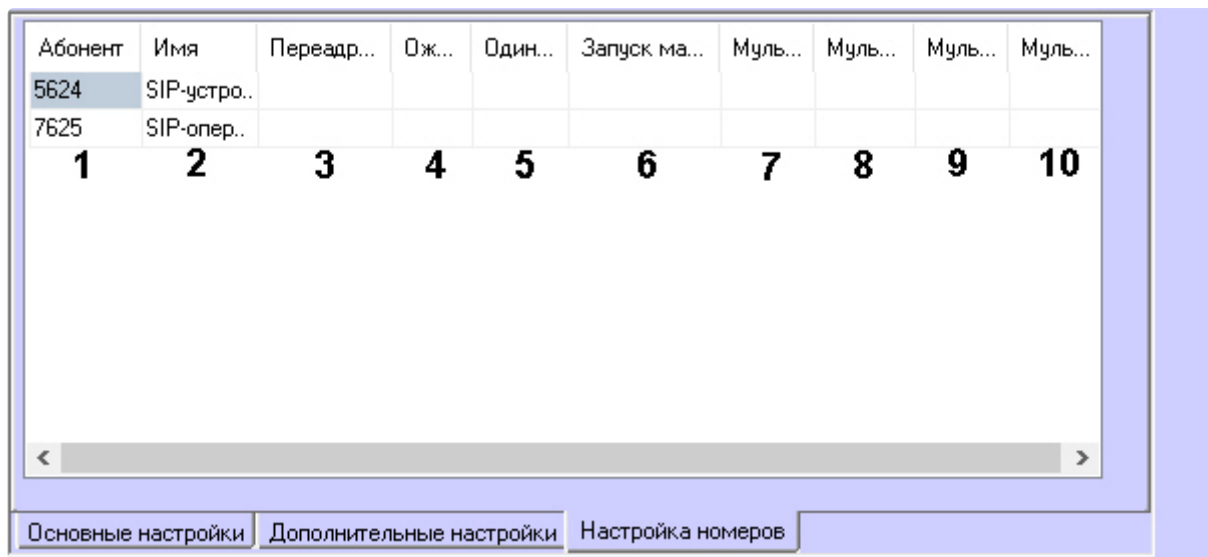 Абонент Имя Переадр... Ож... Один... Запуск ма... Муль... Муль... Муль... Муль...
5624 SIP-устро..
7625 SIP-опер..
1 2 3 4 5 6 7 8 9 10
Основные настройки Дополнительные настройки Настройка номеров